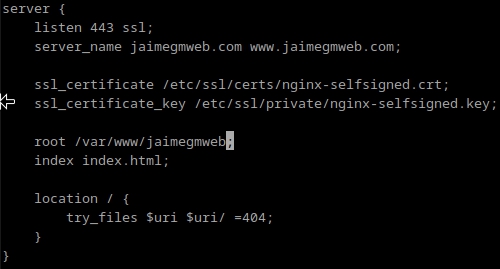 server {
    listen 443 ssl;
    server_name jaimegmweb.com www.jaimegmweb.com;

    ssl_certificate /etc/ssl/certs/nginx-selfsigned.crt;
    ssl_certificate_key /etc/ssl/private/nginx-selfsigned.key;

    root /var/www/jaimegmweb;
    index index.html;

    location / {
        try_files $uri $uri/ =404;
    }
}